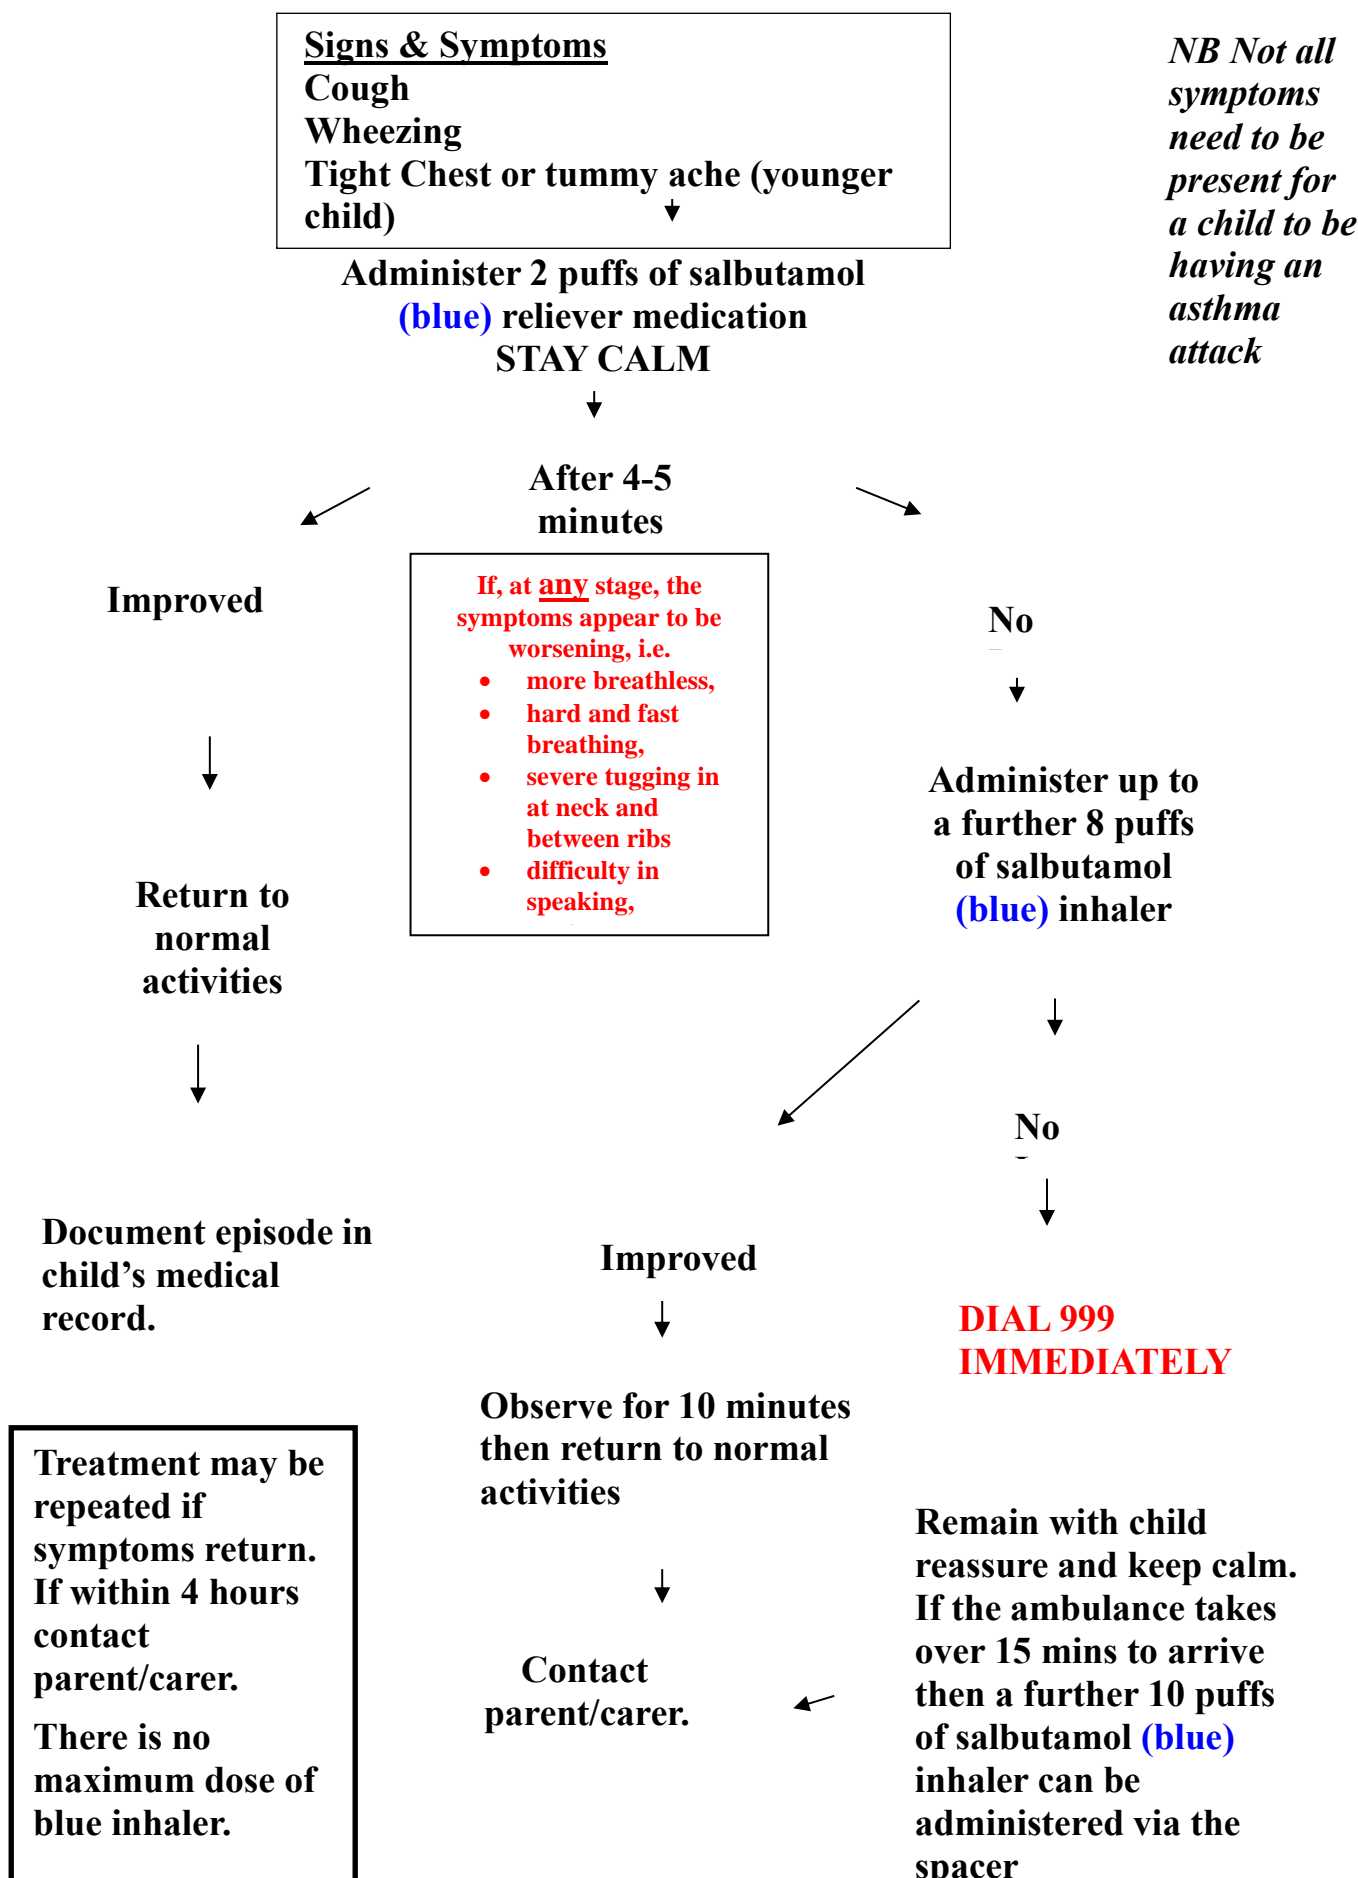 Signs & Symptoms
Cough
Wheezing
Tight Chest or tummy ache (younger
child)
NB Not all
symptoms
need to be
present for
a child to be
having an
asthma
attack
Administer 2 puffs of salbutamol
(blue) reliever medication
STAY CALM
After 4-5
minutes
Improved
If, at any stage, the
symptoms appear to be
worsening, i.e.
• more breathless,
• hard and fast
breathing,
• severe tugging in
at neck and
between ribs
• difficulty in
speaking,
No
Administer up to
a further 8 puffs
of salbutamol
(blue) inhaler
Return to
normal
activities
No
Document episode in
child’s medical
record.
Improved
DIAL 999
IMMEDIATELY
Observe for 10 minutes
then return to normal
activities
Treatment may be
repeated if
symptoms return.
If within 4 hours
contact
parent/carer.
There is no
maximum dose of
blue inhaler.
Contact
parent/carer.
Remain with child
reassure and keep calm.
If the ambulance takes
over 15 mins to arrive
then a further 10 puffs
of salbutamol (blue)
inhaler can be
administered via the
spacer